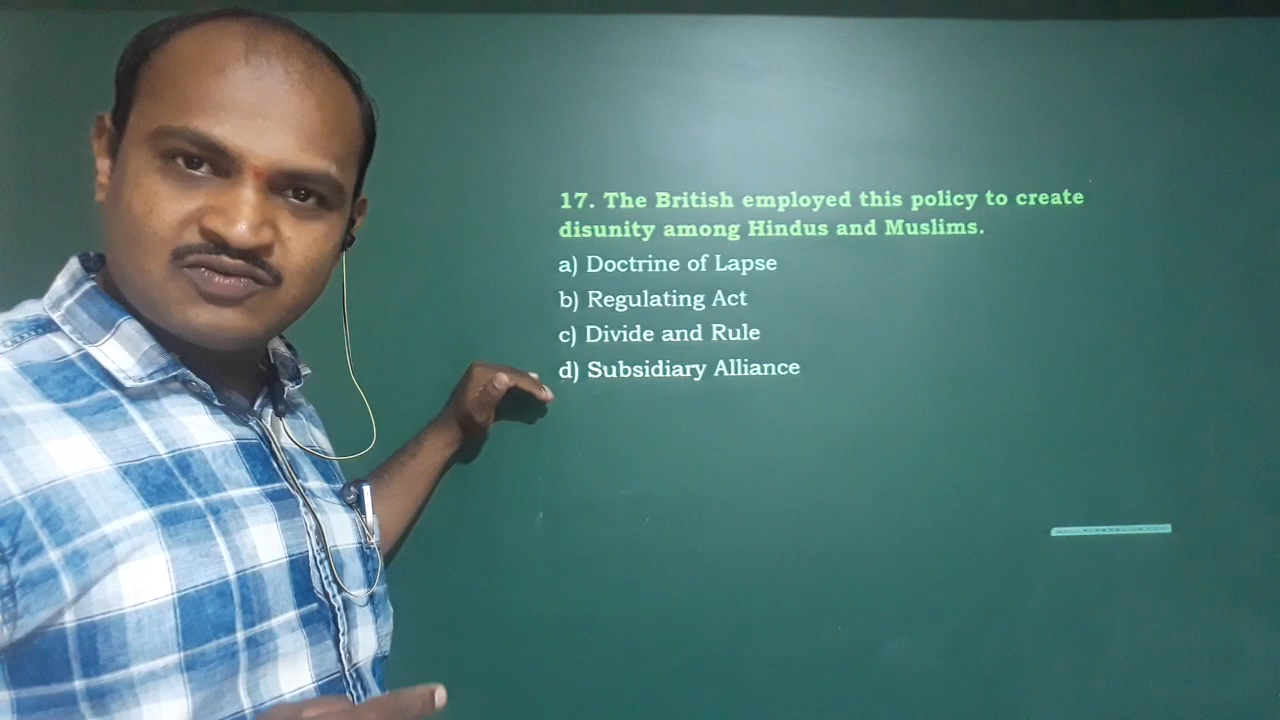 17. The British employed this policy to create
disunity among Hindus and Muslims.
a) Doctrine of Lapse
b) Regulating Act
c) Divide and Rule
d) Subsidiary Alliance